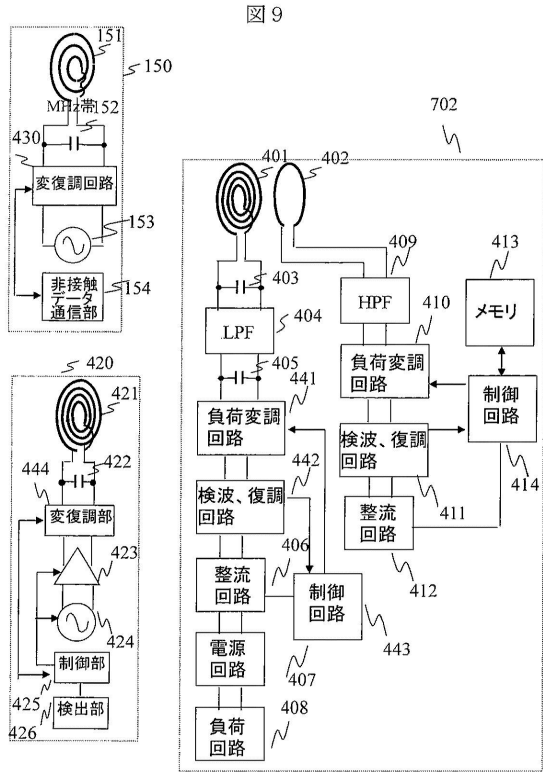 図9
151
150
MHz帯152
430
変復調回路
153
非接触
データ
通信部
154
420
421
422
444
変復調部
423
424
制御部
425
検出部
426
702
401
402
403
409
413
HPF
410
メモリ
LPF
404
405
441
負荷変調
回路
負荷変調
回路
制御
回路
442
検波、復調
回路
検波、復調
回路
414
411
406
整流
回路
整流
回路
412
制御
回路
443
電源
回路
407
負荷
回路
408